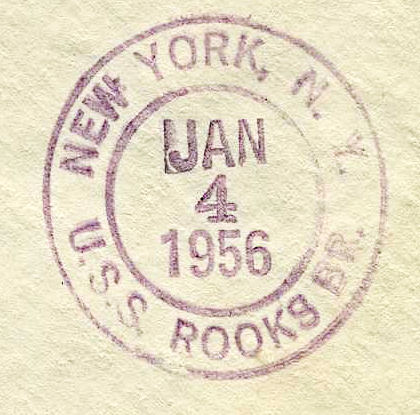 NEW YORK, N. Y.
JAN
4
1956
U.S.S. ROOKS BR.